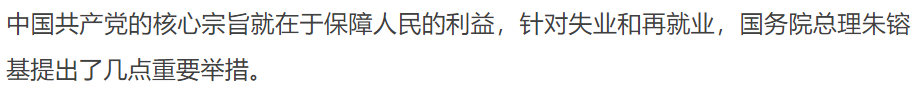 中国共产党的核心宗旨就在于保障人民的利益，针对失业和再就业，国务院总理朱镕
基提出了几点重要举措。